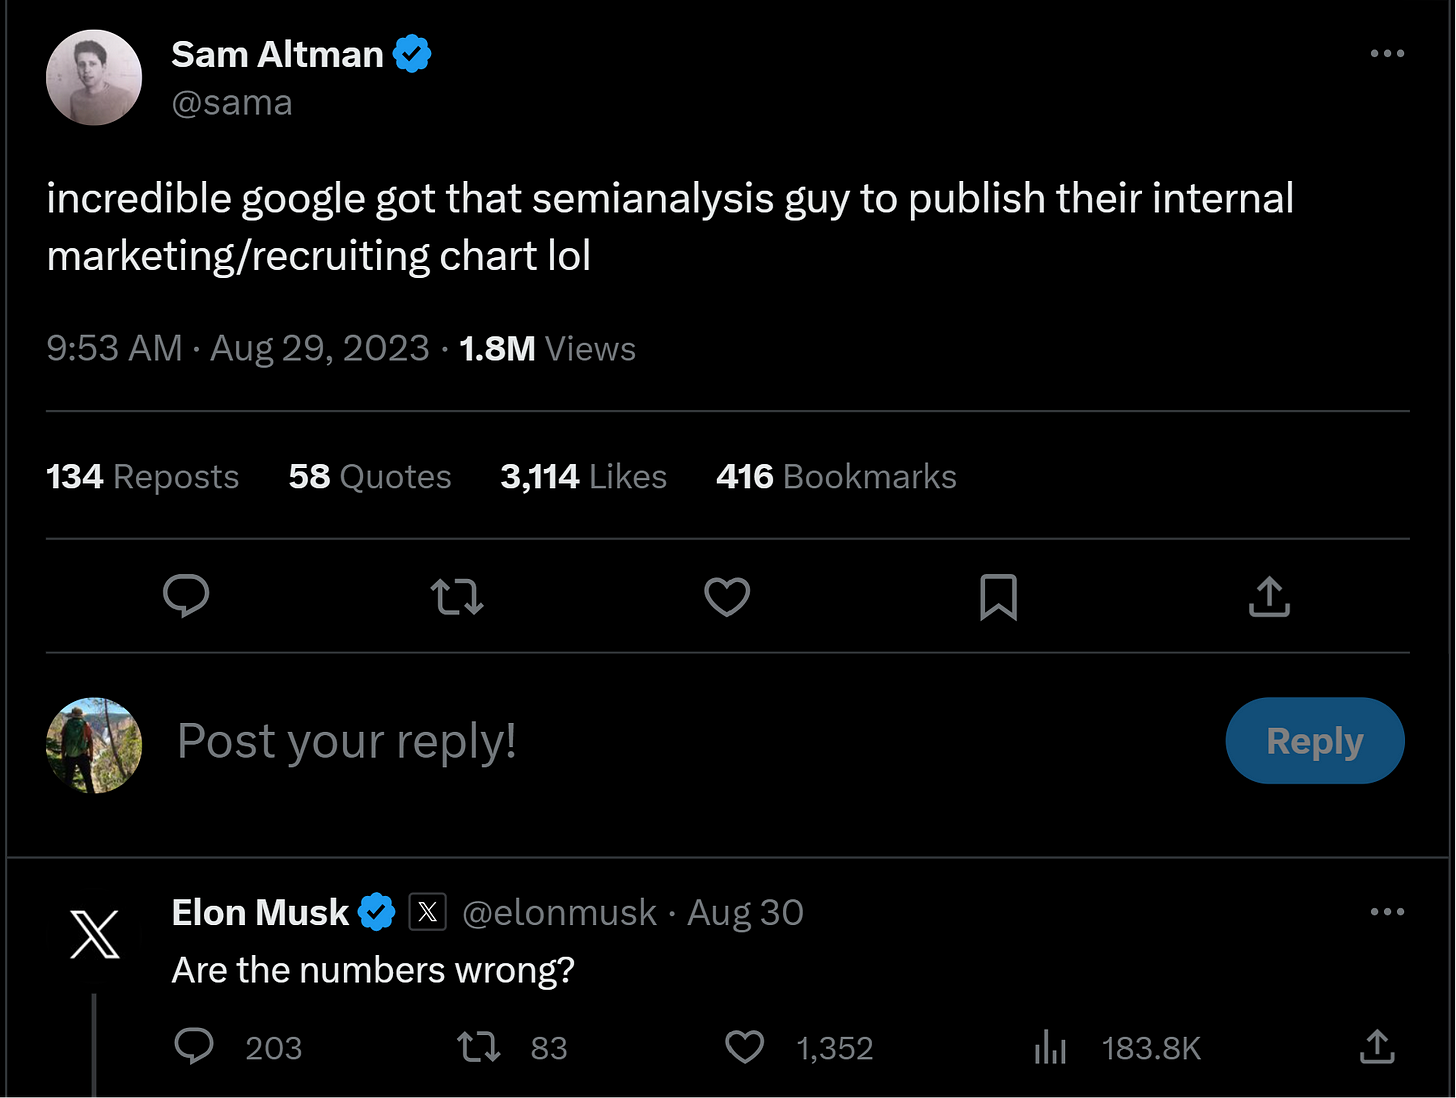 Sam Altman
@sama
incredible google got that semianalysis guy to publish their internal
marketing/recruiting chart lol
9:53 AM · Aug 29, 2023 · 1.8M Views
134 Reposts 58 Quotes 3,114 Likes 416 Bookmarks
Post your reply!
Reply
Elon Musk @elonmusk · Aug 30
Are the numbers wrong?
203 83 1,352 183.8K